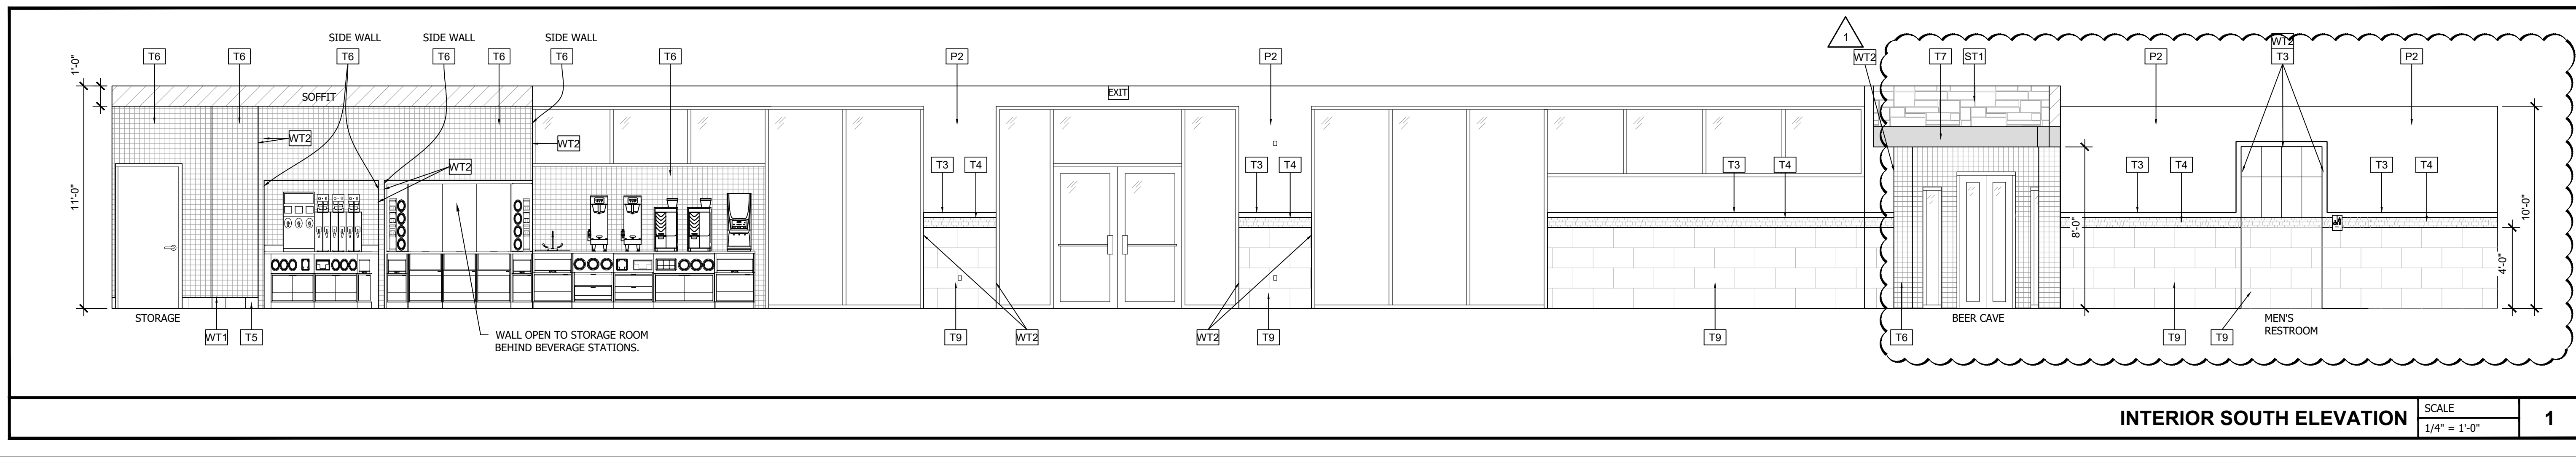 SIDE WALL SIDE WALL SIDE WALL
1
WT2
T6 T6 T6 T6 T6 T6 T6 P2 P2 WT2 T7 ST1 P2 T3 P2
1'-0"
SOFFIT
EXIT
WT2 WT2
WT2 T3 T4 T3 T4 T3 T4 T3 T4 T3 T4
11'-0"
8'-0"
10'-0"
4'-0"
STORAGE
BEER CAVE
MEN'S
RESTROOM
WT1 T5
WALL OPEN TO STORAGE ROOM
BEHIND BEVERAGE STATIONS.
T9 WT2 WT2 T9 T9 T6 T9 T9
INTERIOR SOUTH ELEVATION
SCALE
1/4" = 1'-0"
1